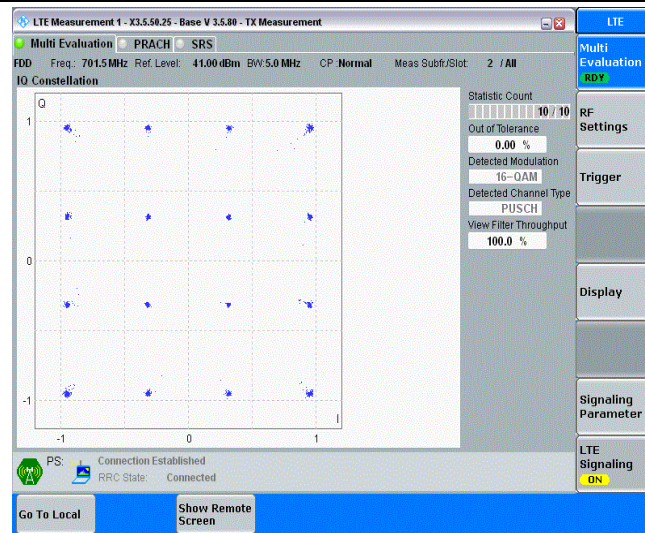 LTE Measurement 1 - X3.5.50.25 - Base V 3.5.80 - TX Measurement
LTE
Multi Evaluation PRACH SRS
Multi
Evaluation
RDY
FDD Freq.: 701.5 MHz Ref. Level: 41.00 dBm BW:5.0 MHz CP :Normal Meas Subfr/Slot: 2 / All
IQ Constellation
Statistic Count
10 / 10
Out of Tolerance
0.00 %
Detected Modulation
16-QAM
Detected Channel Type
PUSCH
View Filter Throughput
100.0 %
Q
1
0
-1
I
-1 0 1
RF
Settings
Trigger
Display
Signaling
Parameter
LTE
Signaling
ON
PS: Connection Established
RRC State: Connected
Go To Local
Show Remote
Screen